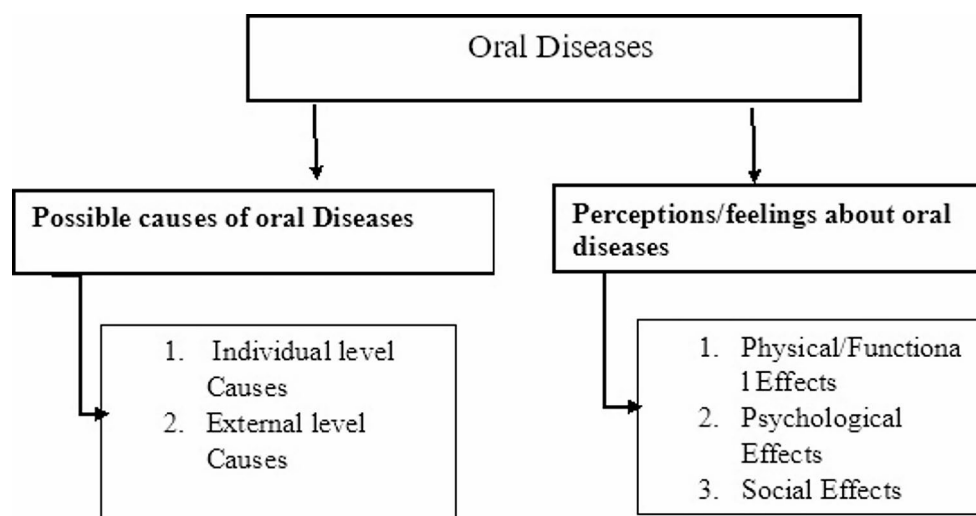 Oral Diseases
Possible causes of oral Diseases
Perceptions/feelings about oral
diseases
1. Individual level
Causes
2. External level
Causes
1. Physical/Functiona
l Effects
2. Psychological
Effects
3. Social Effects